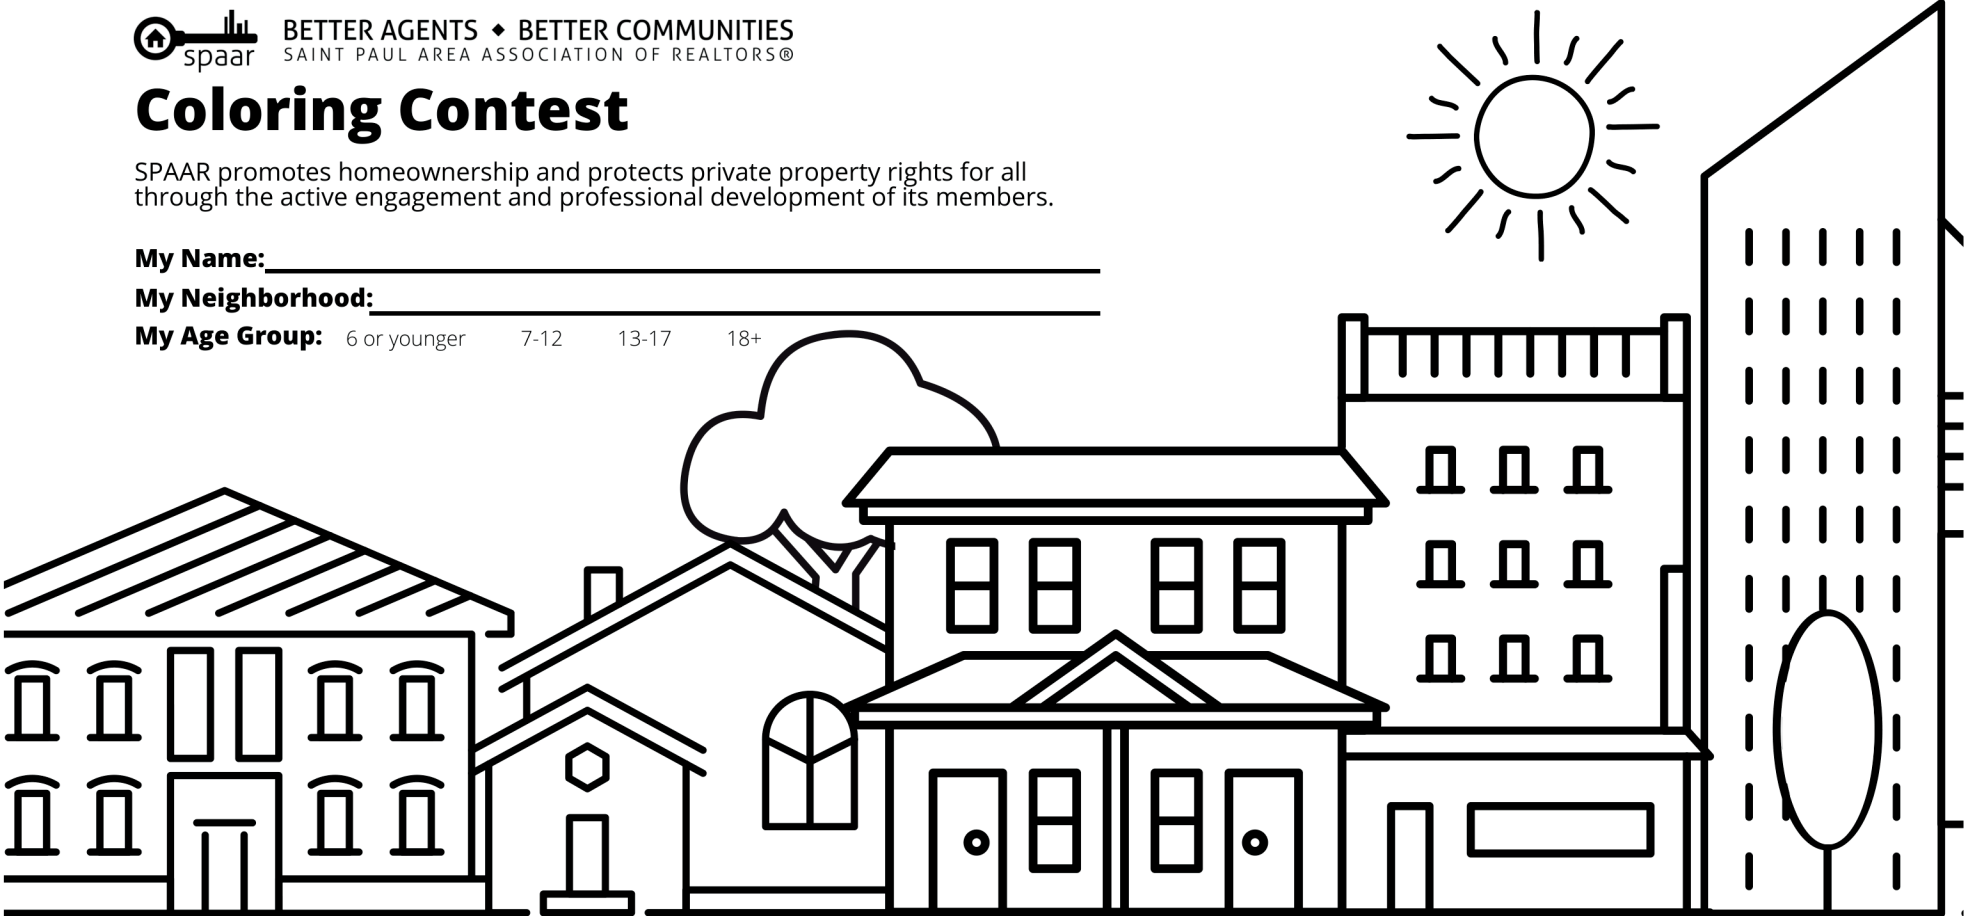 spaar
BETTER AGENTS ◆ BETTER COMMUNITIES
SAINT PAUL AREA ASSOCIATION OF REALTORS®
Coloring Contest
SPAAR promotes homeownership and protects private property rights for all
through the active engagement and professional development of its members.
My Name:
My Neighborhood:
My Age Group: 6 or younger 7-12 13-17 18+